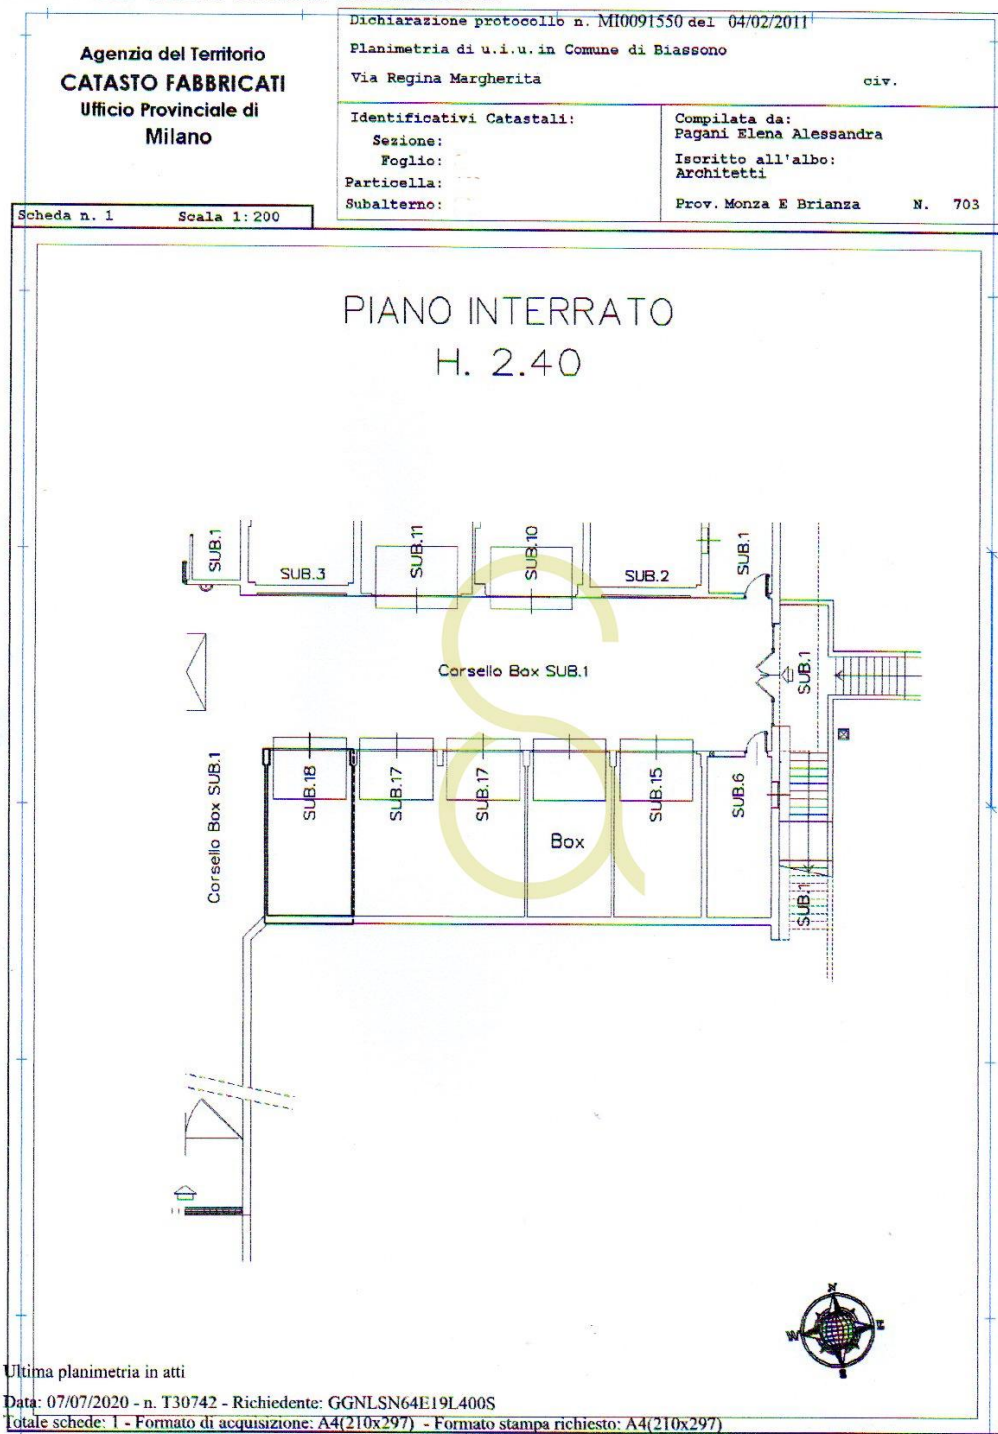 Agenzia del Territorio
CATASTO FABBRICATI
Ufficio Provinciale di
Milano
Dichiarazione protocollo n. MI0091550 del 04/02/2011
Planimetria di u.i.u. in Comune di Biassono
Via Regina Margherita civ.
Identificativi Catastali:
Sezione:
Foglio:
Particella:
Subalterno:
Compilata da:
Pagani Elena Alessandra
Iscritto all'albo:
Architetti
Prov. Monza E Brianza N. 703
Scheda n. 1 Scala 1:200
PIANO INTERRATO
H. 2.40
SUB.1
SUB.3
SUB.11
SUB.10
SUB.2
SUB.1
Corsello Box SUB.1
SUB.1
Corsello Box SUB.1
SUB.18
SUB.17
SUB.17
Box
SUB.15
SUB.6
SUB.1
N
W
E
S
Ultima planimetria in atti
Data: 07/07/2020 - n. T30742 - Richiedente: GGNLSN64E19L400S
Totale schede: 1 - Formato di acquisizione: A4(210x297) - Formato stampa richiesto: A4(210x297)